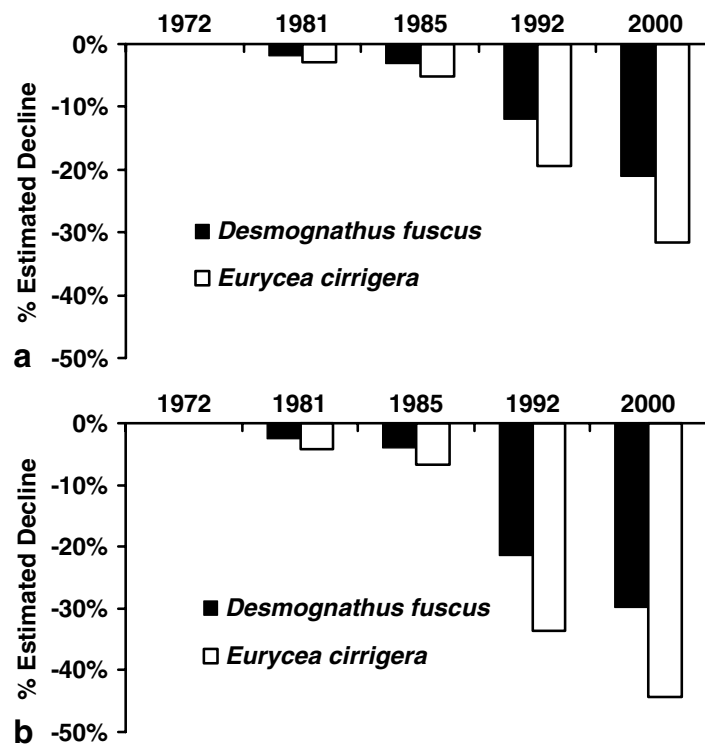 1972 1981 1985 1992 2000
0%
-10%
-20%
-30%
-40%
-50%
% Estimated Decline
Desmognathus fuscus
Eurycea cirrigera
a
1972 1981 1985 1992 2000
0%
-10%
-20%
-30%
-40%
-50%
% Estimated Decline
Desmognathus fuscus
Eurycea cirrigera
b